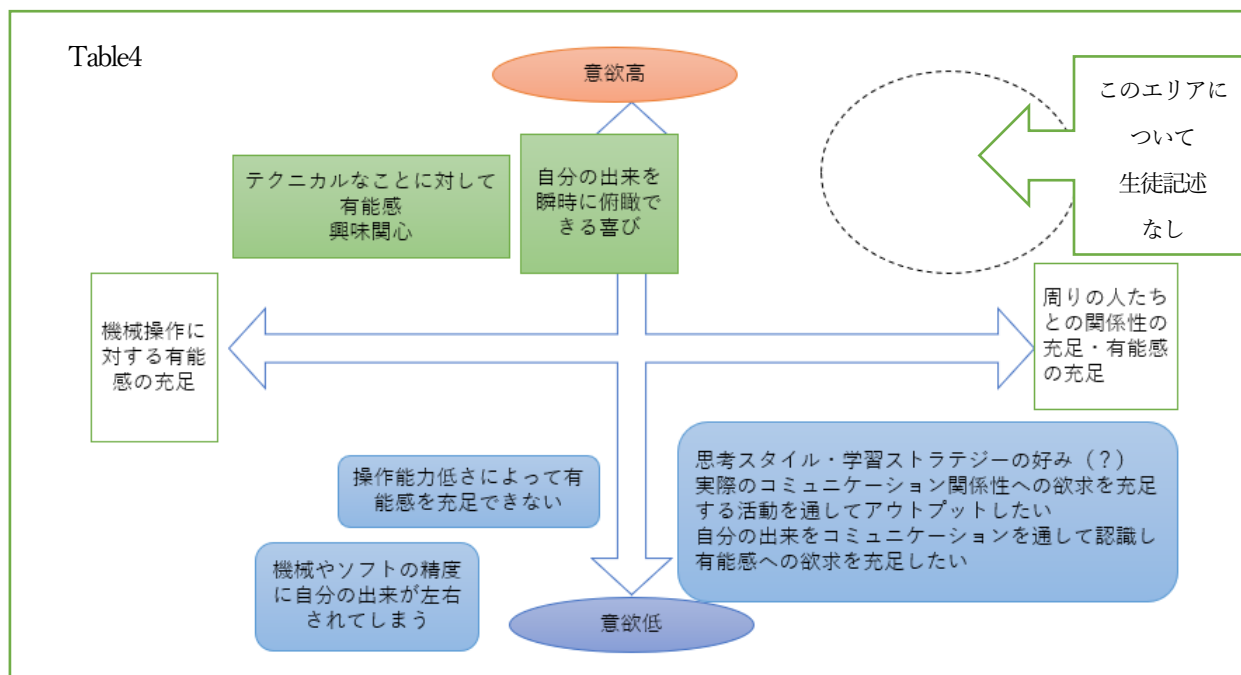 Table4
意欲高
このエリアに
ついて
生徒記述
なし
テクニカルなことに対して
有能感
興味関心
自分の出来を
瞬時に俯瞰で
きる喜び
機械操作に
対する有能
感の充足
周りの人たち
との関係性の
充足・有能感
の充足
操作能力低さによって有
能感を充足できない
思考スタイル・学習ストラテジーの好み（？）
実際のコミュニケーション関係性への欲求を充足
する活動を通してアウトプットしたい
自分の出来をコミュニケーションを通して認識し
有能感への欲求を充足したい
機械やソフトの精度
に自分の出来が左右
されてしまう
意欲低